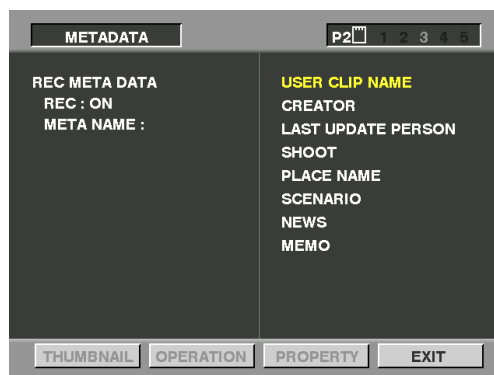 METADATA
P2 1 2 3 4 5
REC META DATA
REC : ON
META NAME :
USER CLIP NAME
CREATOR
LAST UPDATE PERSON
SHOOT
PLACE NAME
SCENARIO
NEWS
MEMO
THUMBNAIL OPERATION PROPERTY EXIT